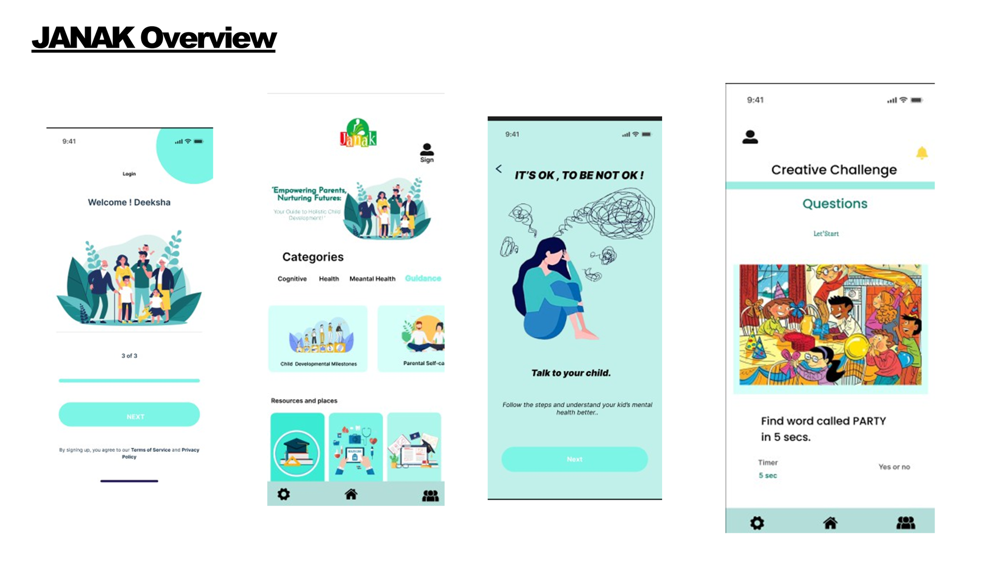 JANAK Overview
9:41
Login
Welcome ! Deeksha
3 of 3
NEXT
By signing up, you agree to our Terms of Service and Privacy
Policy
Janak
Sign
"Empowering Parents,
Nurturing Futures:
Your Guide to Holistic Child
Development!"
Categories
Cognitive Health Meantal Health Guidance
Child Developmental Milestones
Parental Self-ca
Resources and places
HEALTH CARE
H
9:41
IT'S OK , TO BE NOT OK !
Talk to your child.
Follow the steps and understand your kid's mental
health better..
Next
9:41
Creative Challenge
Questions
Let'Start
Find word called PARTY
in 5 secs.
Timer
5 sec
Yes or no